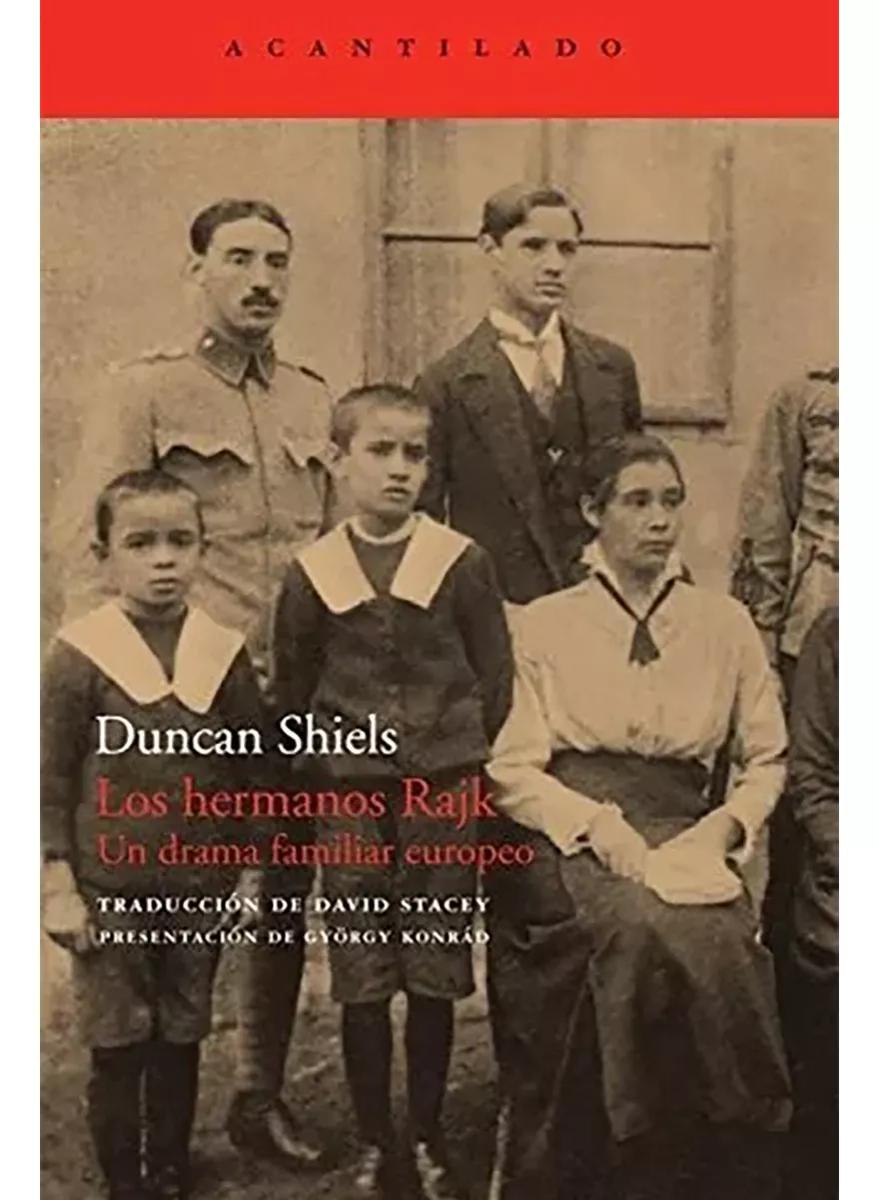 ACANTILADO
Duncan Shiels
Los hermanos Rajk
Un drama familiar europeo
TRADUCCIÓN DE DAVID STACEY
PRESENTACIÓN DE GYÖRGY KONRÁD